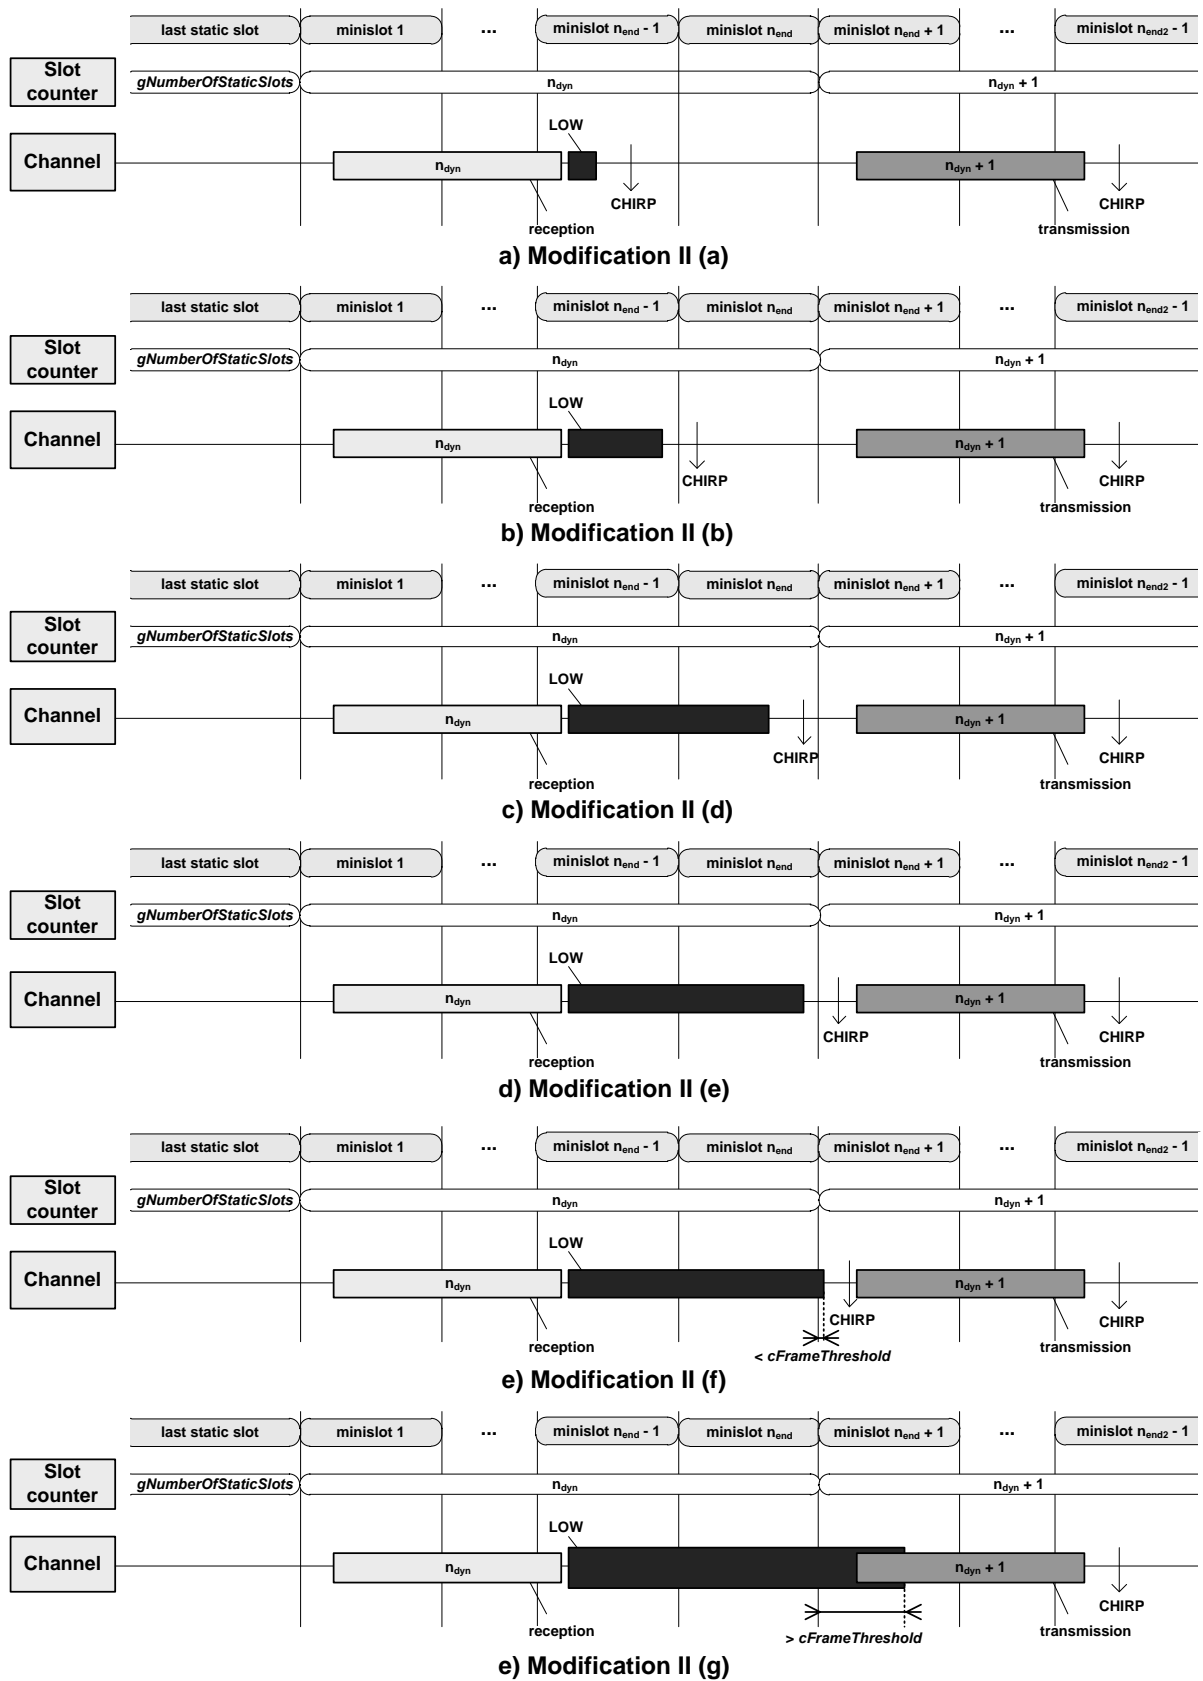 last static slot minislot 1 ... minislot nend - 1 minislot nend minislot nend + 1 ... minislot nend2 - 1
Slot counter gNumberOfStaticSlots ndyn ndyn + 1
LOW
Channel ndyn ndyn + 1
CHIRP CHIRP
reception transmission
a) Modification II (a)
last static slot minislot 1 ... minislot nend - 1 minislot nend minislot nend + 1 ... minislot nend2 - 1
Slot counter gNumberOfStaticSlots ndyn ndyn + 1
LOW
Channel ndyn ndyn + 1
CHIRP CHIRP
reception transmission
b) Modification II (b)
last static slot minislot 1 ... minislot nend - 1 minislot nend minislot nend + 1 ... minislot nend2 - 1
Slot counter gNumberOfStaticSlots ndyn ndyn + 1
LOW
Channel ndyn ndyn + 1
CHIRP CHIRP
reception transmission
c) Modification II (d)
last static slot minislot 1 ... minislot nend - 1 minislot nend minislot nend + 1 ... minislot nend2 - 1
Slot counter gNumberOfStaticSlots ndyn ndyn + 1
LOW
Channel ndyn ndyn + 1
CHIRP CHIRP
reception transmission
d) Modification II (e)
last static slot minislot 1 ... minislot nend - 1 minislot nend minislot nend + 1 ... minislot nend2 - 1
Slot counter gNumberOfStaticSlots ndyn ndyn + 1
LOW
Channel ndyn ndyn + 1
CHIRP CHIRP
reception < cFrameThreshold transmission
e) Modification II (f)
last static slot minislot 1 ... minislot nend - 1 minislot nend minislot nend + 1 ... minislot nend2 - 1
Slot counter gNumberOfStaticSlots ndyn ndyn + 1
LOW
Channel ndyn ndyn + 1
CHIRP
reception > cFrameThreshold transmission
e) Modification II (g)